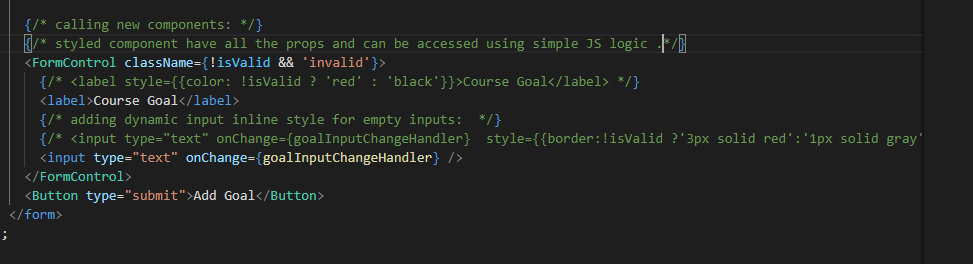 {/* calling new components: */}
{/* styled component have all the props and can be accessed using simple JS logic .*/}
<FormControl className={!isValid && 'invalid'}>
{/* <label style={{color: !isValid ? 'red' : 'black'}}>Course Goal</label> */}
<label>Course Goal</label>
{/* adding dynamic input inline style for empty inputs:  */}
{/* <input type="text" onChange={goalInputChangeHandler}  style={{border:!isValid ?'3px solid red':'1px solid gray'
<input type="text" onChange={goalInputChangeHandler} />
</FormControl>
<Button type="submit">Add Goal</Button>
</form>
;